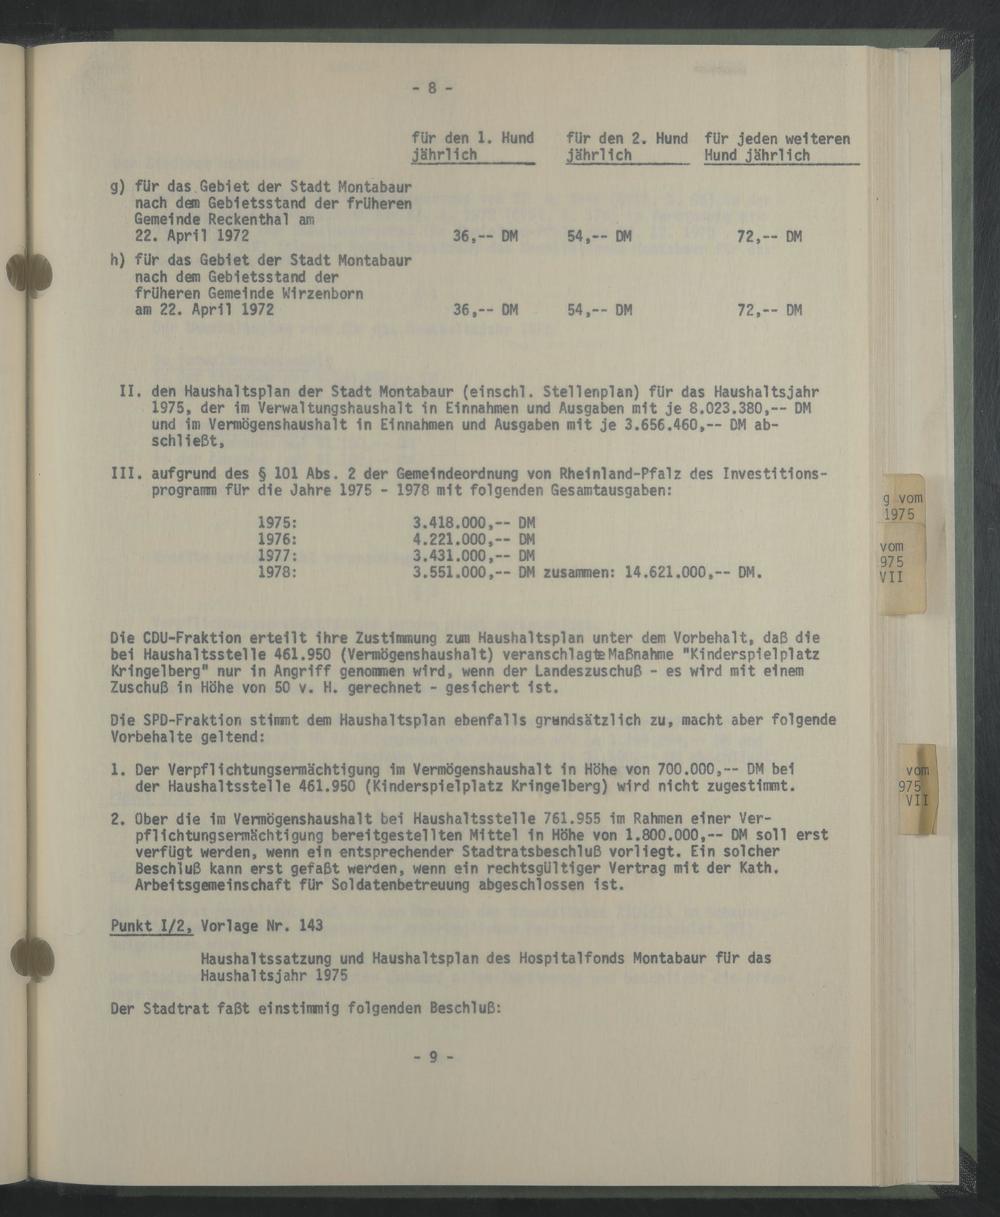 - 8 -
für den 1. Hund jährlich
für den 2. Hund jährlich
für jeden weiteren Hund jährlich
g) für das Gebiet der Stadt Montabaur
nach dem Gebietsstand der früheren
Gemeinde Reckenthal am
22. April 1972 36,-- DM 54,-- DM 72,-- DM
h) für das Gebiet der Stadt Montabaur
nach dem Gebietsstand der
früheren Gemeinde Wirzenborn
am 22. April 1972 36,-- DM 54,-- DM 72,-- DM
II. den Haushaltsplan der Stadt Montabaur (einschl. Stellenplan) für das Haushaltsjahr
1975, der im Verwaltungshaushalt in Einnahmen und Ausgaben mit je 8.023.380,-- DM
und im Vermögenshaushalt in Einnahmen und Ausgaben mit je 3.656.460,-- DM ab-
schließt,
III. aufgrund des § 101 Abs. 2 der Gemeindeordnung von Rheinland-Pfalz des Investitions-
programm für die Jahre 1975 - 1978 mit folgenden Gesamtausgaben:
1975: 3.418.000,-- DM
1976: 4.221.000,-- DM
1977: 3.431.000,-- DM
1978: 3.551.000,-- DM zusammen: 14.621.000,-- DM.
Die CDU-Fraktion erteilt ihre Zustimmung zum Haushaltsplan unter dem Vorbehalt, daß die
bei Haushaltsstelle 461.950 (Vermögenshaushalt) veranschlagte Maßnahme "Kinderspielplatz
Kringelberg" nur in Angriff genommen wird, wenn der Landeszuschuß - es wird mit einem
Zuschuß in Höhe von 50 v. H. gerechnet - gesichert ist.
Die SPD-Fraktion stimmt dem Haushaltsplan ebenfalls grundsätzlich zu, macht aber folgende
Vorbehalte geltend:
1. Der Verpflichtungsermächtigung im Vermögenshaushalt in Höhe von 700.000,-- DM bei
der Haushaltsstelle 461.950 (Kinderspielplatz Kringelberg) wird nicht zugestimmt.
2. Ober die im Vermögenshaushalt bei Haushaltsstelle 761.955 im Rahmen einer Ver-
pflichtungsermächtigung bereitgestellten Mittel in Höhe von 1.800.000,-- DM soll erst
verfügt werden, wenn ein entsprechender Stadtratsbeschluß vorliegt. Ein solcher
Beschluß kann erst gefaßt werden, wenn ein rechtsgültiger Vertrag mit der Kath.
Arbeitsgemeinschaft für Soldatenbetreuung abgeschlossen ist.
Punkt I/2, Vorlage Nr. 143
Haushaltssatzung und Haushaltsplan des Hospitalfonds Montabaur für das
Haushaltsjahr 1975
Der Stadtrat faßt einstimmig folgenden Beschluß:
- 9 -
g vom
1975
vom
975
VII
vom
975
VII